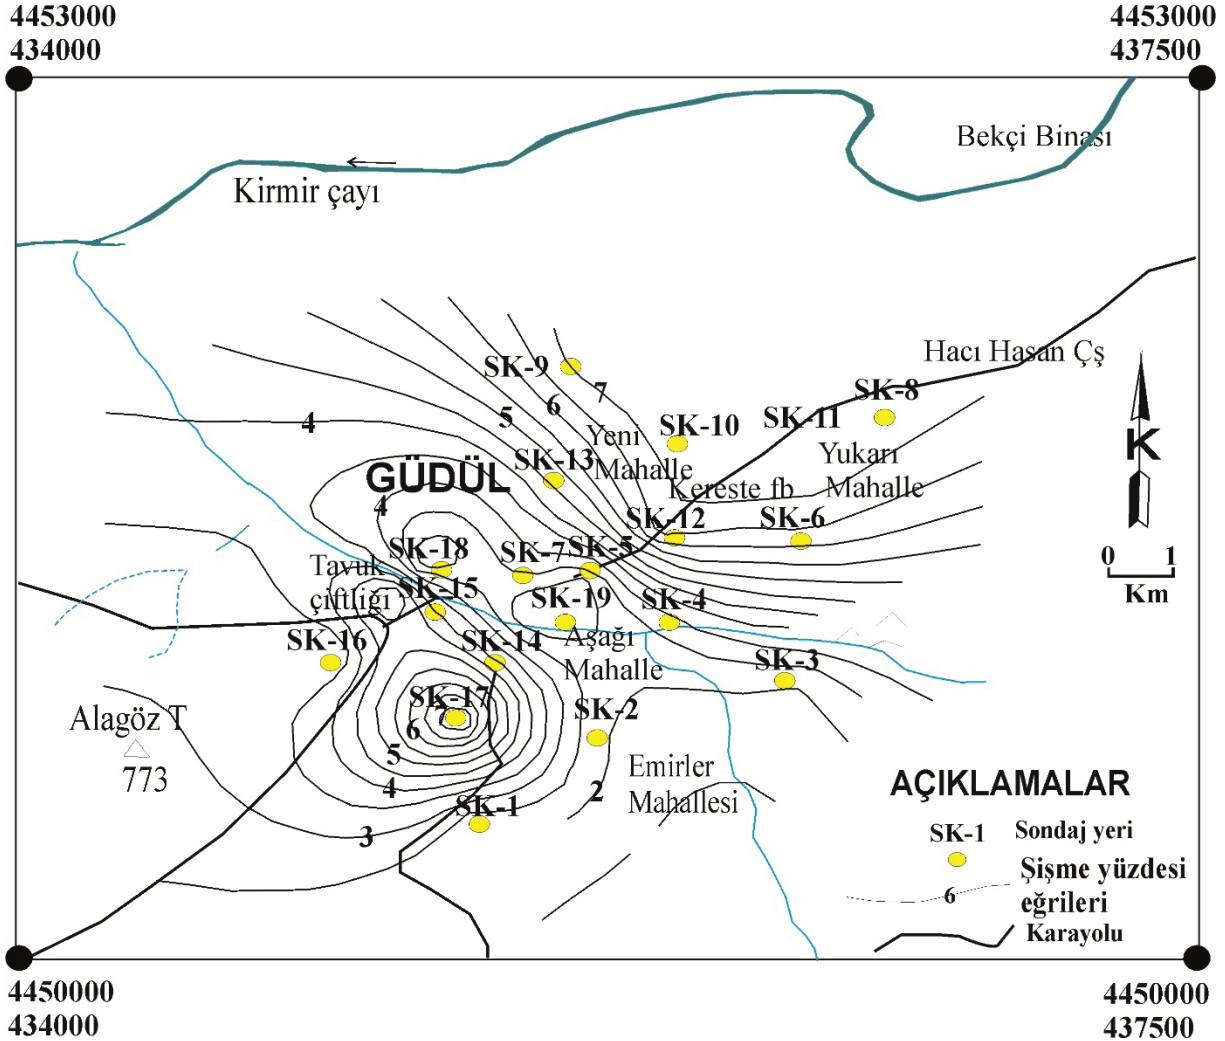 4453000
434000
4453000
437500
Bekçi Binası
Kirmir çayı
Hacı Hasan Çş
SK-9
7
SK-8
6
5
4
SK-10
SK-11
Yeni
Mahalle
Yukarı
Mahalle
K
SK-13
GÜDÜL
4
Kereste fb
SK-12
SK-6
SK-18
SK-7
SK-5
0 1
Km
Tavuk
çiftliği
SK-15
SK-19
SK-4
SK-16
SK-14
Aşağı
Mahalle
SK-3
SK-17
7
6
SK-2
Alagöz T
773
5
4
2
Emirler
Mahallesi
SK-1
3
AÇIKLAMALAR
SK-1 Sondaj yeri
Şişme yüzdesi
eğrileri
6
Karayolu
4450000
434000
4450000
437500